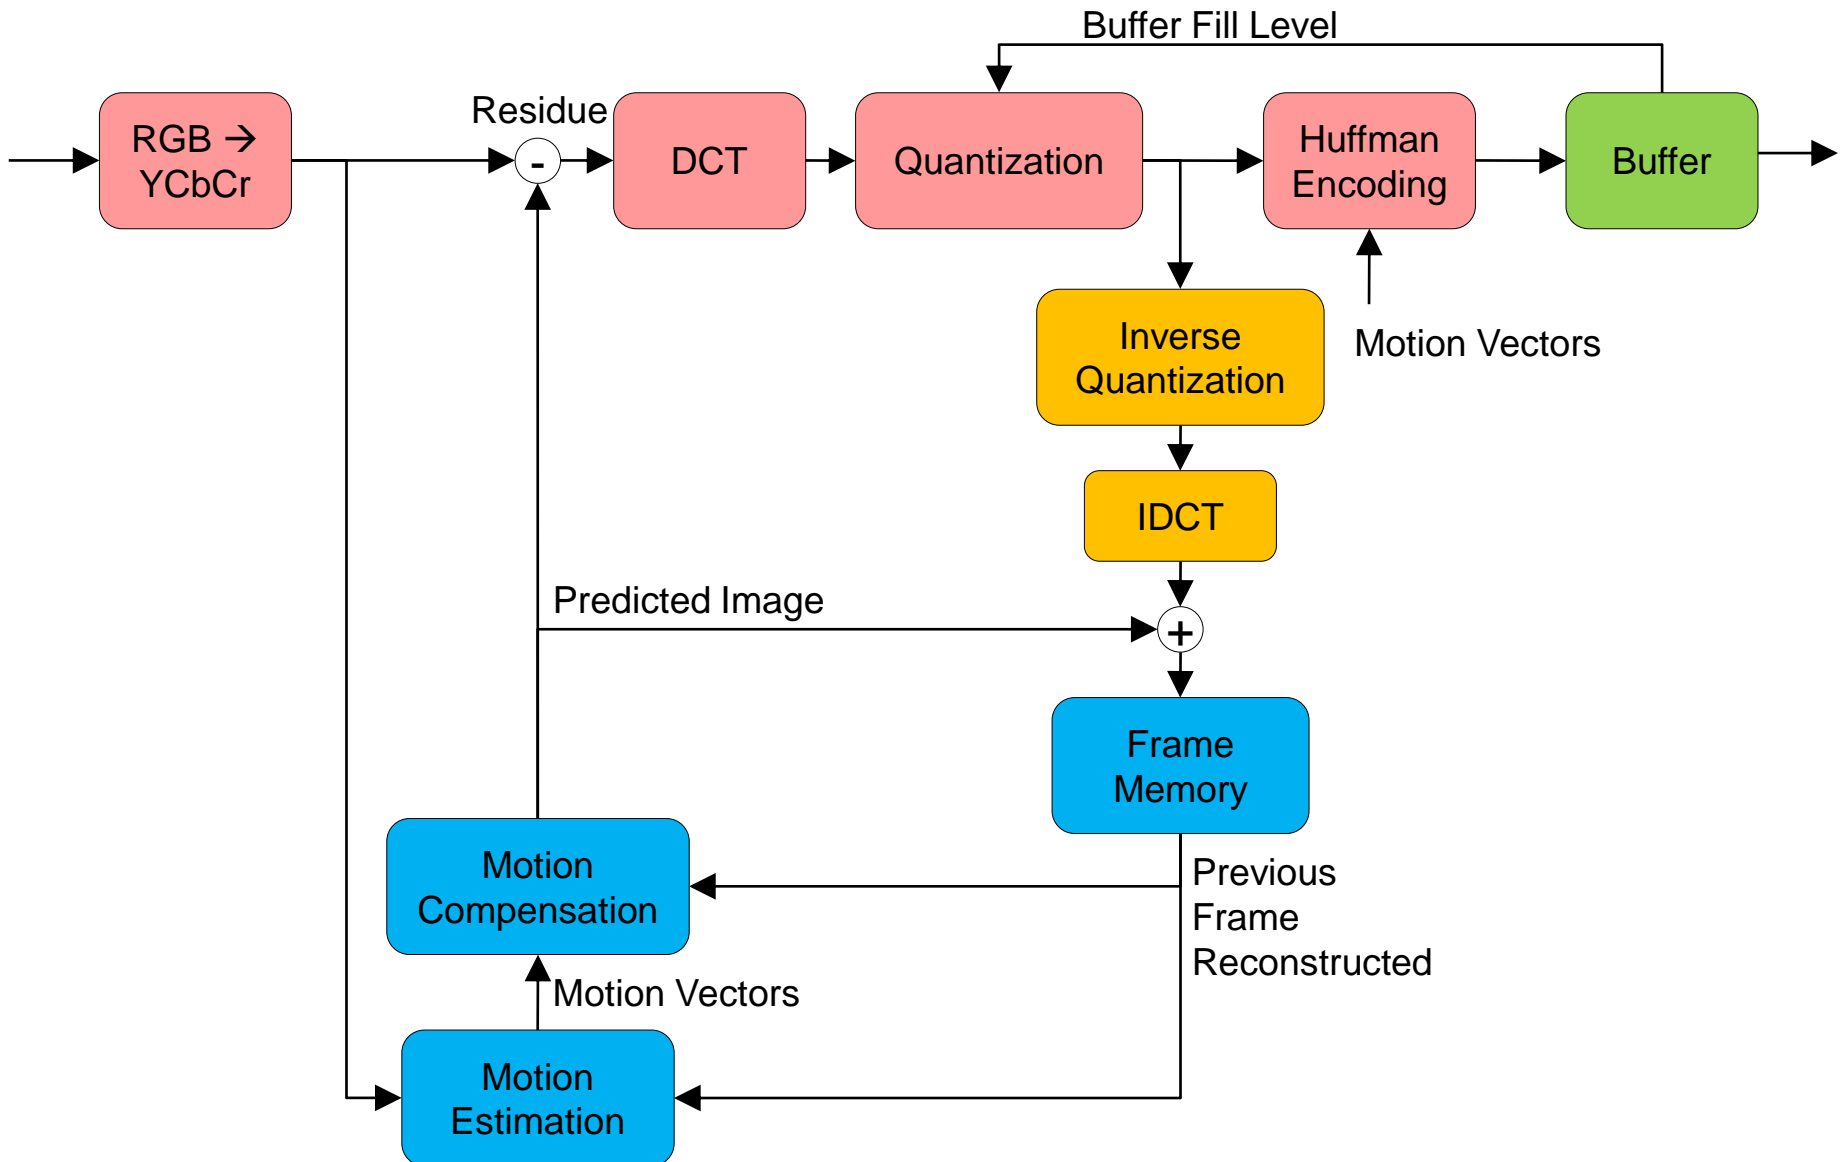 Buffer Fill Level
Residue
RGB →
YCbCr
-
DCT
Quantization
Huffman
Encoding
Buffer
Inverse
Quantization
Motion Vectors
IDCT
Predicted Image
+
Frame
Memory
Motion
Compensation
Previous
Frame
Reconstructed
Motion Vectors
Motion
Estimation